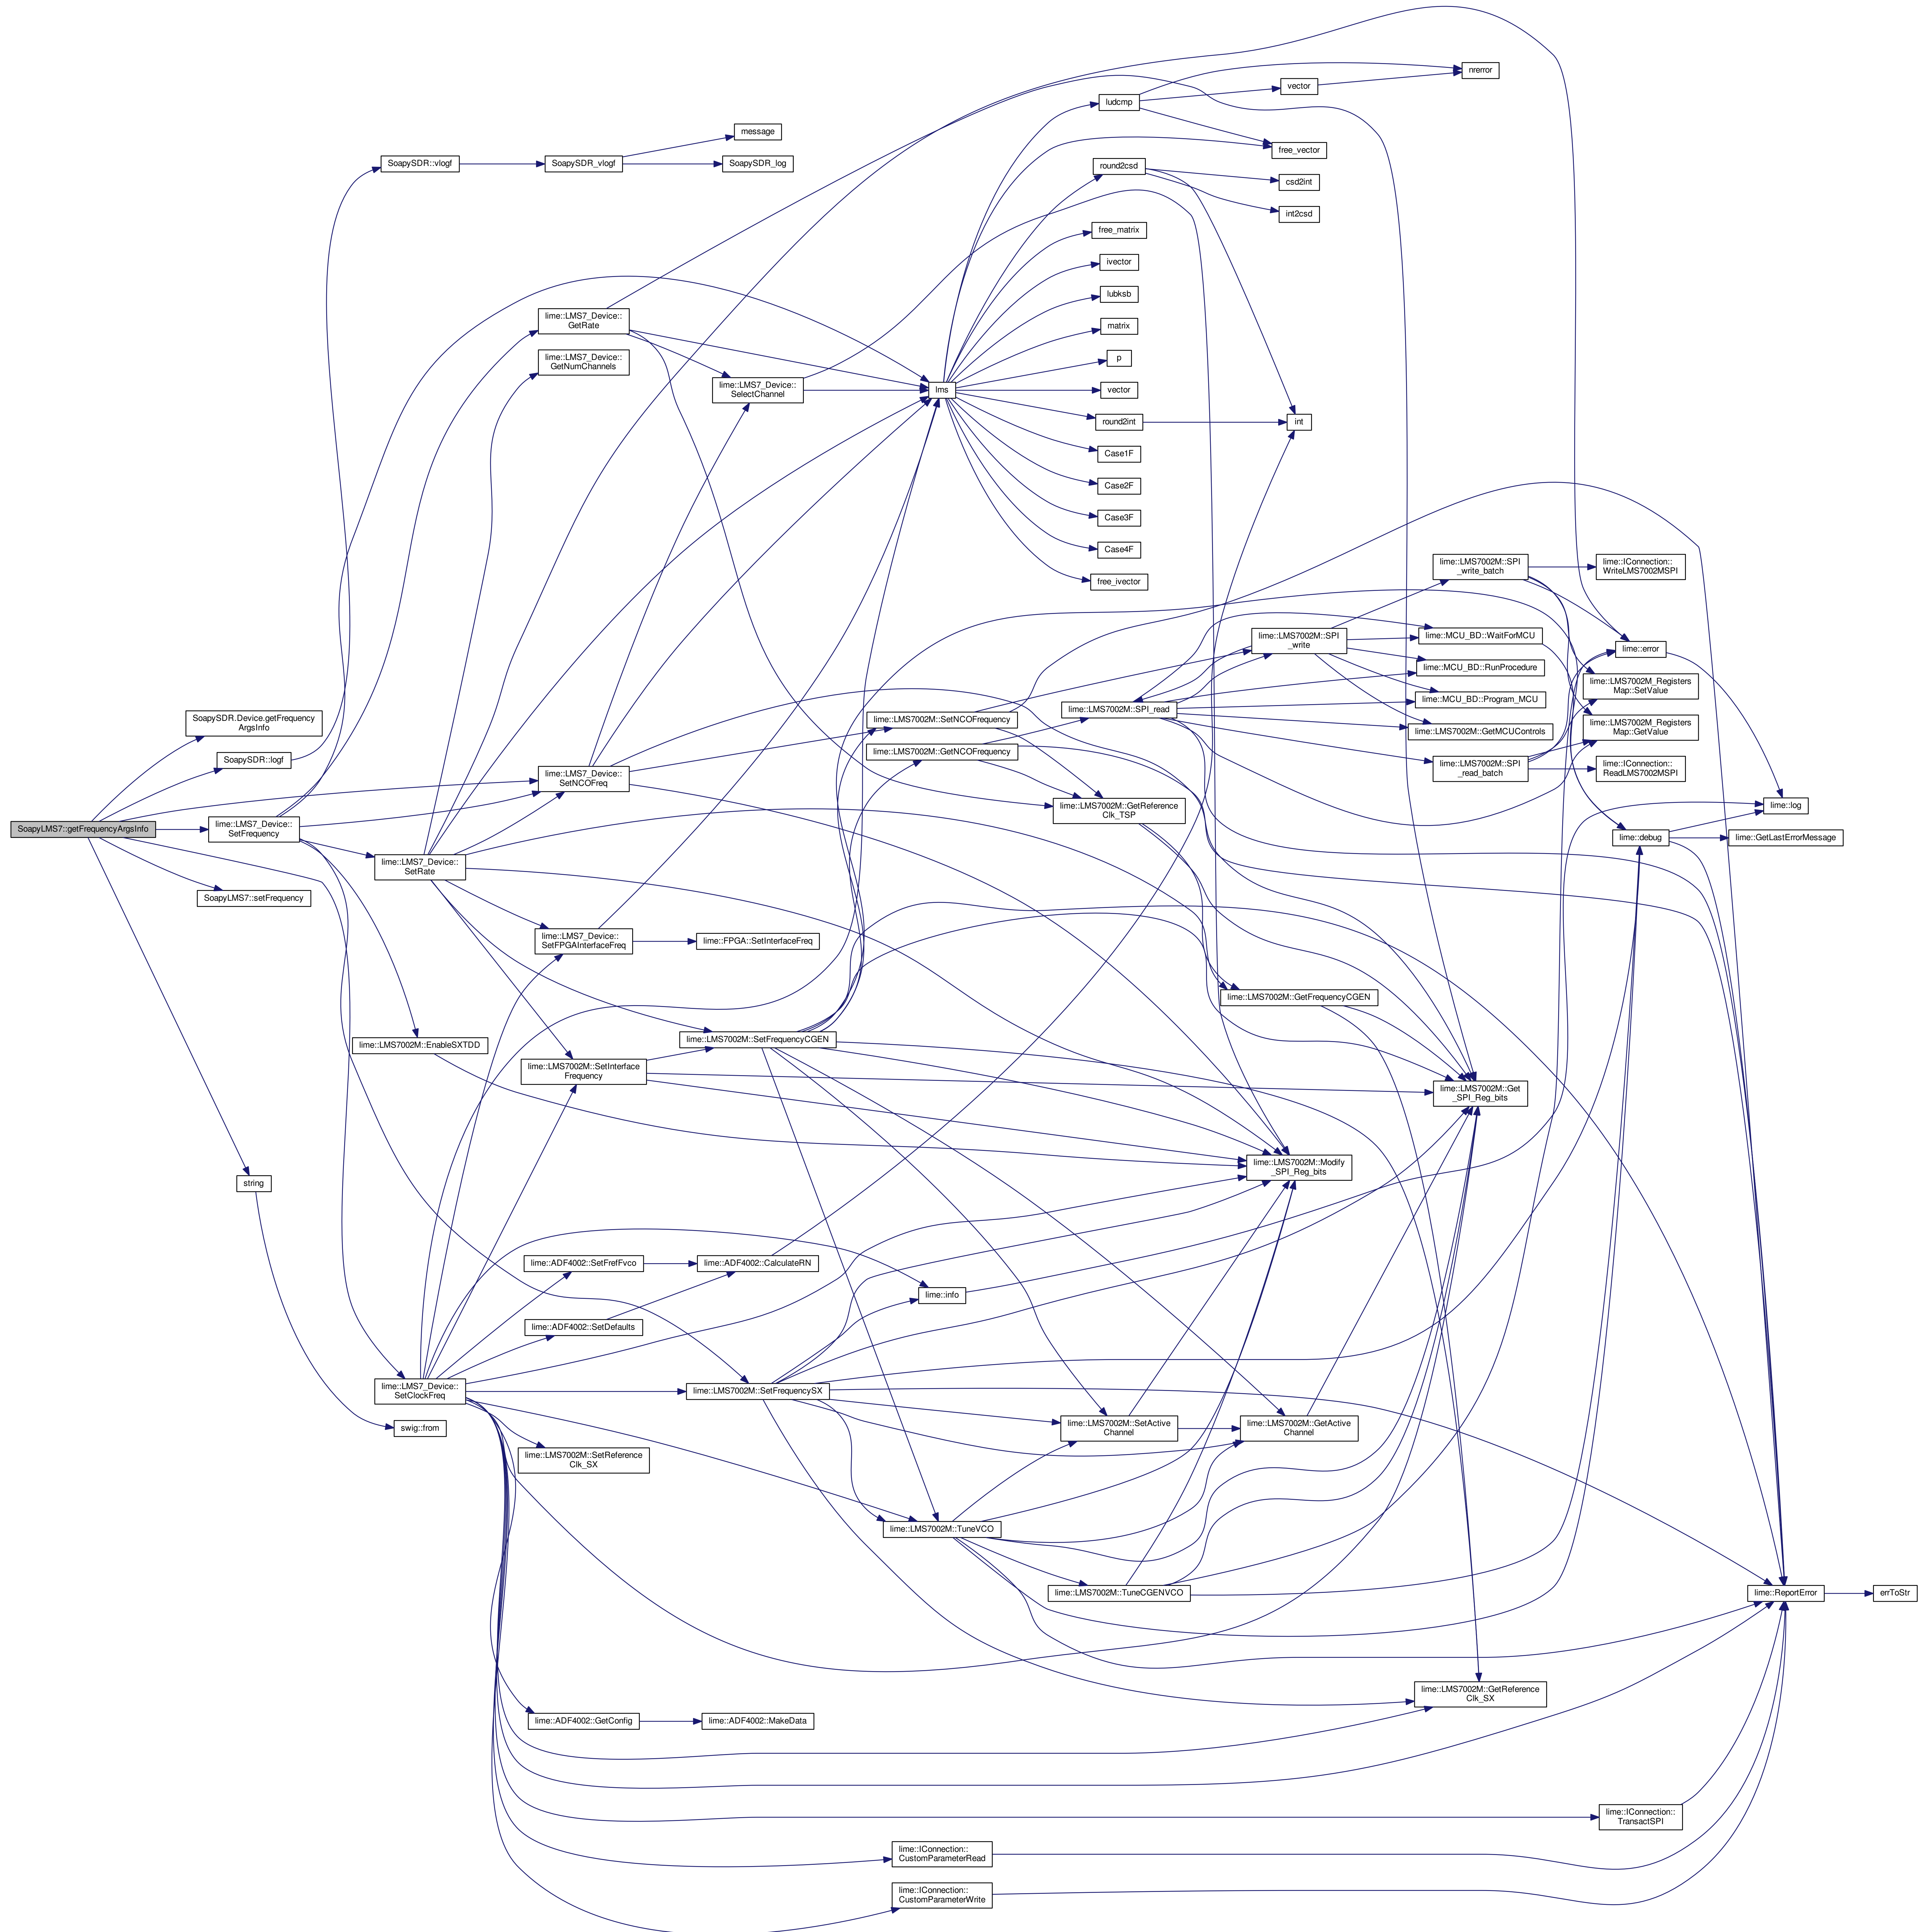 SoapyLMS7::getFrequencyArgsInfo
SoapySDR.Device.getFrequency
ArgsInfo
SoapySDR::logf
lime::LMS7_Device::
SetFrequency
SoapyLMS7::setFrequency
string
SoapySDR::vlogf
SoapySDR_vlogf
message
SoapySDR_log
lime::LMS7_Device::
SetRate
lime::LMS7M::EnableSXTDD
lime::LMS7_Device::
SetClockFreq
swig::from
lime::LMS7_Device::
GetRate
lime::LMS7_Device::
GetNumChannels
lime::LMS7_Device::
SelectChannel
lime::LMS7_Device::
SetNCOFreq
lime::LMS7_Device::
SetFPGAInterfaceFreq
lime::FPGA::SetInterfaceFreq
lime::LMS7002M::SetFrequencyCGEN
lime::LMS7002M::SetInterface
Frequency
lime::ADF4002::SetFrefFvco
lime::ADF4002::CalculateRN
lime::ADF4002::SetDefaults
lime::LMS7002M::SetFrequencySX
lime::LMS7002M::SetReference
Clk_SX
lime::ADF4002::GetConfig
lime::ADF4002::MakeData
lms
lime::LMS7002M::SetNCOFrequency
lime::LMS7002M::GetNCOFrequency
lime::info
lime::LMS7002M::TuneVCO
lime::IConnection::
CustomParameterRead
lime::IConnection::
CustomParameterWrite
ludcmp
round2csd
free_matrix
ivector
lubksb
matrix
p
vector
round2int
Case1F
Case2F
Case3F
Case4F
free_ivector
lime::LMS7002M::SPI_read
lime::LMS7002M::GetReference
Clk_TSP
lime::LMS7002M::SetActive
Channel
lime::LMS7002M::TuneCGENVCO
vector
nrerror
free_vector
csd2int
int2csd
int
lime::LMS7002M::SPI
_write
lime::LMS7002M::GetFrequencyCGEN
lime::LMS7002M::Modify
_SPI_Reg_bits
lime::LMS7002M::GetActive
Channel
lime::LMS7002M::SPI
_write_batch
lime::MCU_BD::WaitForMCU
lime::MCU_BD::RunProcedure
lime::MCU_BD::Program_MCU
lime::LMS7002M::GetMCUControls
lime::LMS7002M::SPI
_read_batch
lime::LMS7002M::Get
_SPI_Reg_bits
lime::LMS7002M::GetReference
Clk_SX
lime::IConnection::
WriteLMS7002MSPI
lime::error
lime::LMS7002M_Registers
Map::SetValue
lime::LMS7002M_Registers
Map::GetValue
lime::IConnection::
ReadLMS7002MSPI
lime::debug
lime::log
lime::GetLastErrorMessage
lime::ReportError
errToStr
lime::IConnection::
TransactSPI